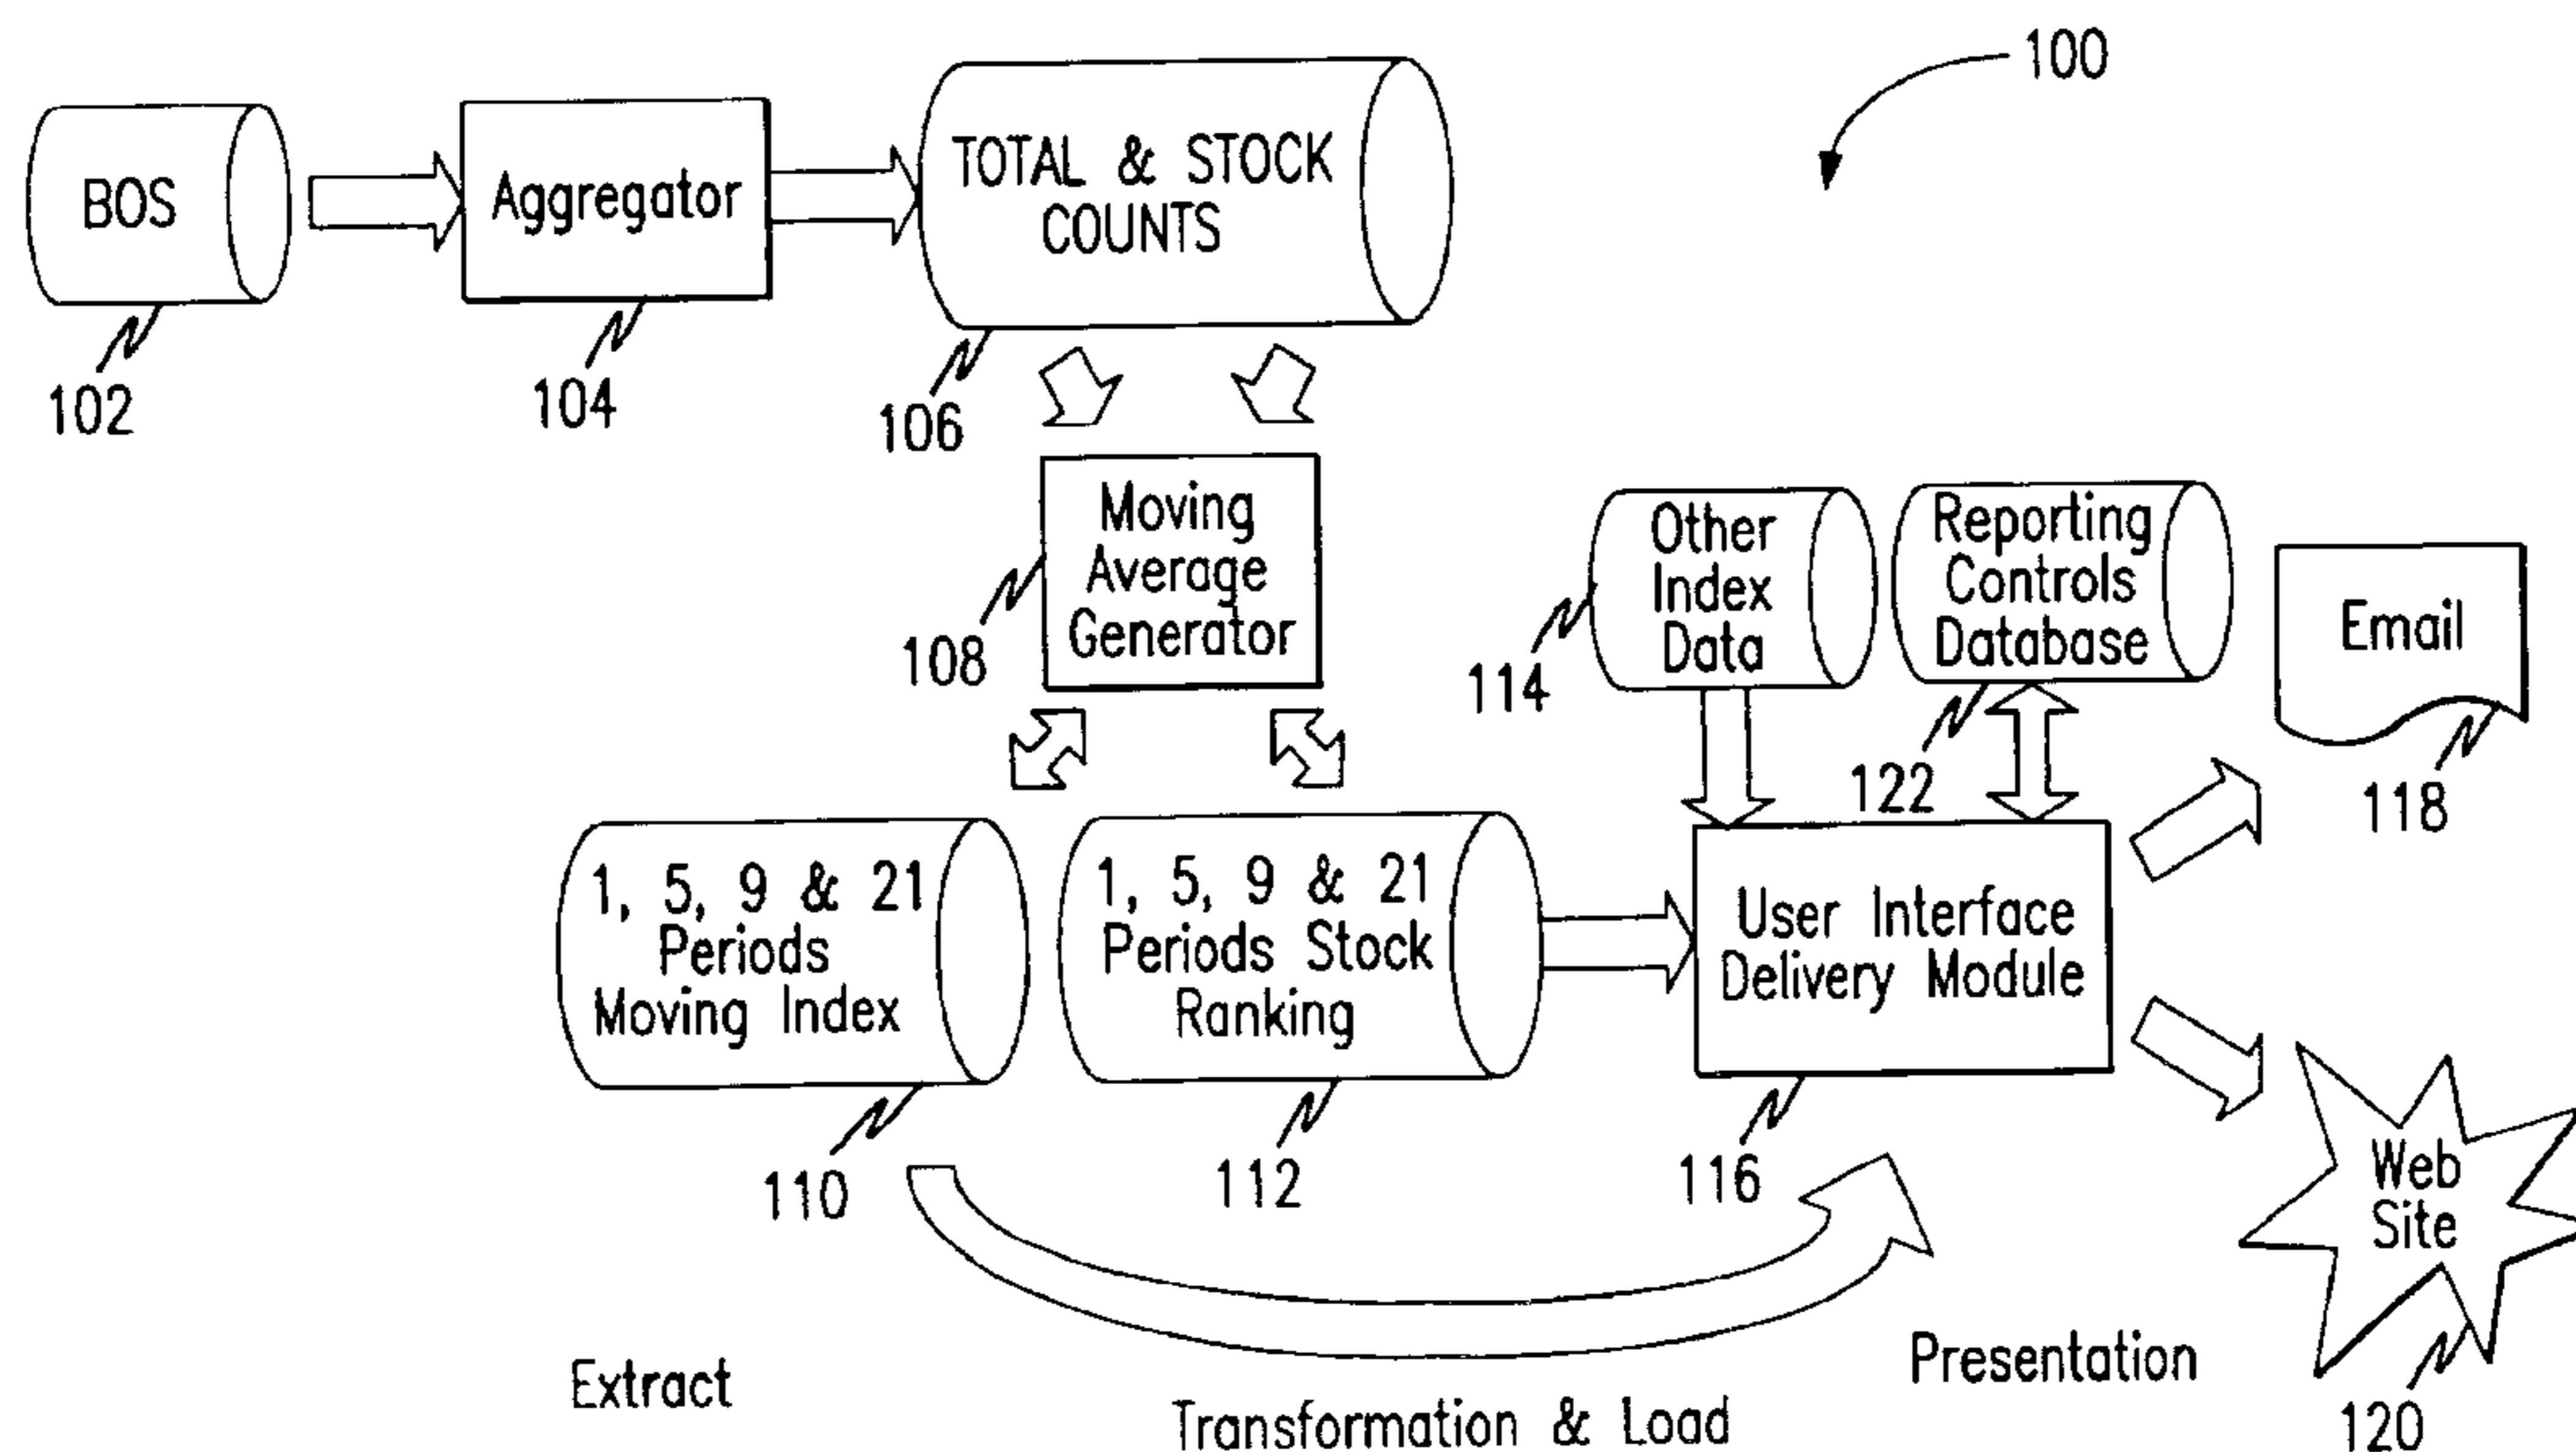 100
BOS
Aggregator
TOTAL & STOCK
COUNTS
102
104
106
Moving
Average
Generator
108
Other
Index
Data
114
Reporting
Controls
Database
122
Email
118
1, 5, 9 & 21
Periods
Moving Index
110
1, 5, 9 & 21
Periods Stock
Ranking
112
User Interface
Delivery Module
116
Web
Site
120
Extract
Transformation & Load
Presentation